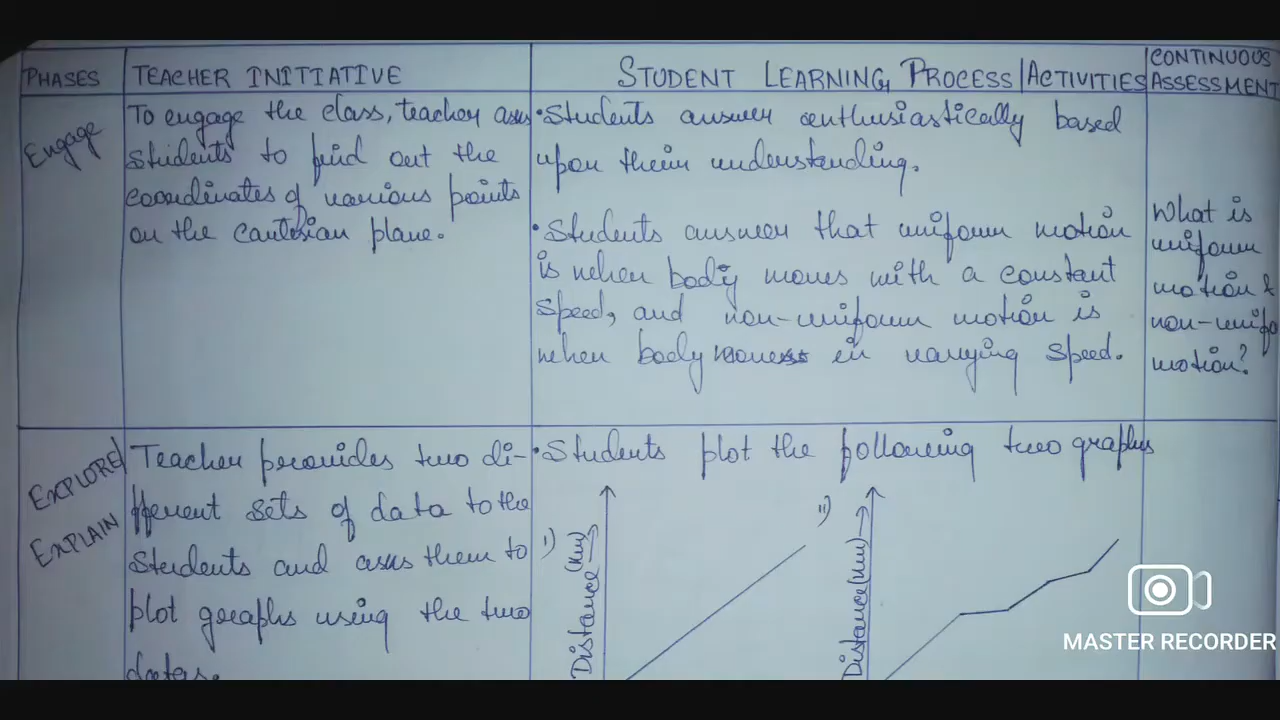 PHASES
TEACHER INITIATIVE
STUDENT LEARNING PROCESS/ACTIVITIES
CONTINUOUS
ASSESSMENT
Engage
To engage the class, teacher asks
students to find out the
coordinates of various points
on the cartesian plane.
• Students answer enthusiastically based
upon their understanding.
• Students answer that uniform motion
is when body moves with a constant
speed, and non-uniform motion is
when body moves in varying speed.
What is
uniform
motion &
non-unifo
motion?
EXPLORE/
EXPLAIN
Teacher provides two di-
fferent sets of data to the
students and asks them to
plot graphs using the two
datas.
• Students plot the following two graphs
i)
Distance (Km) →
ii)
Distance (Km) →
MASTER RECORDER